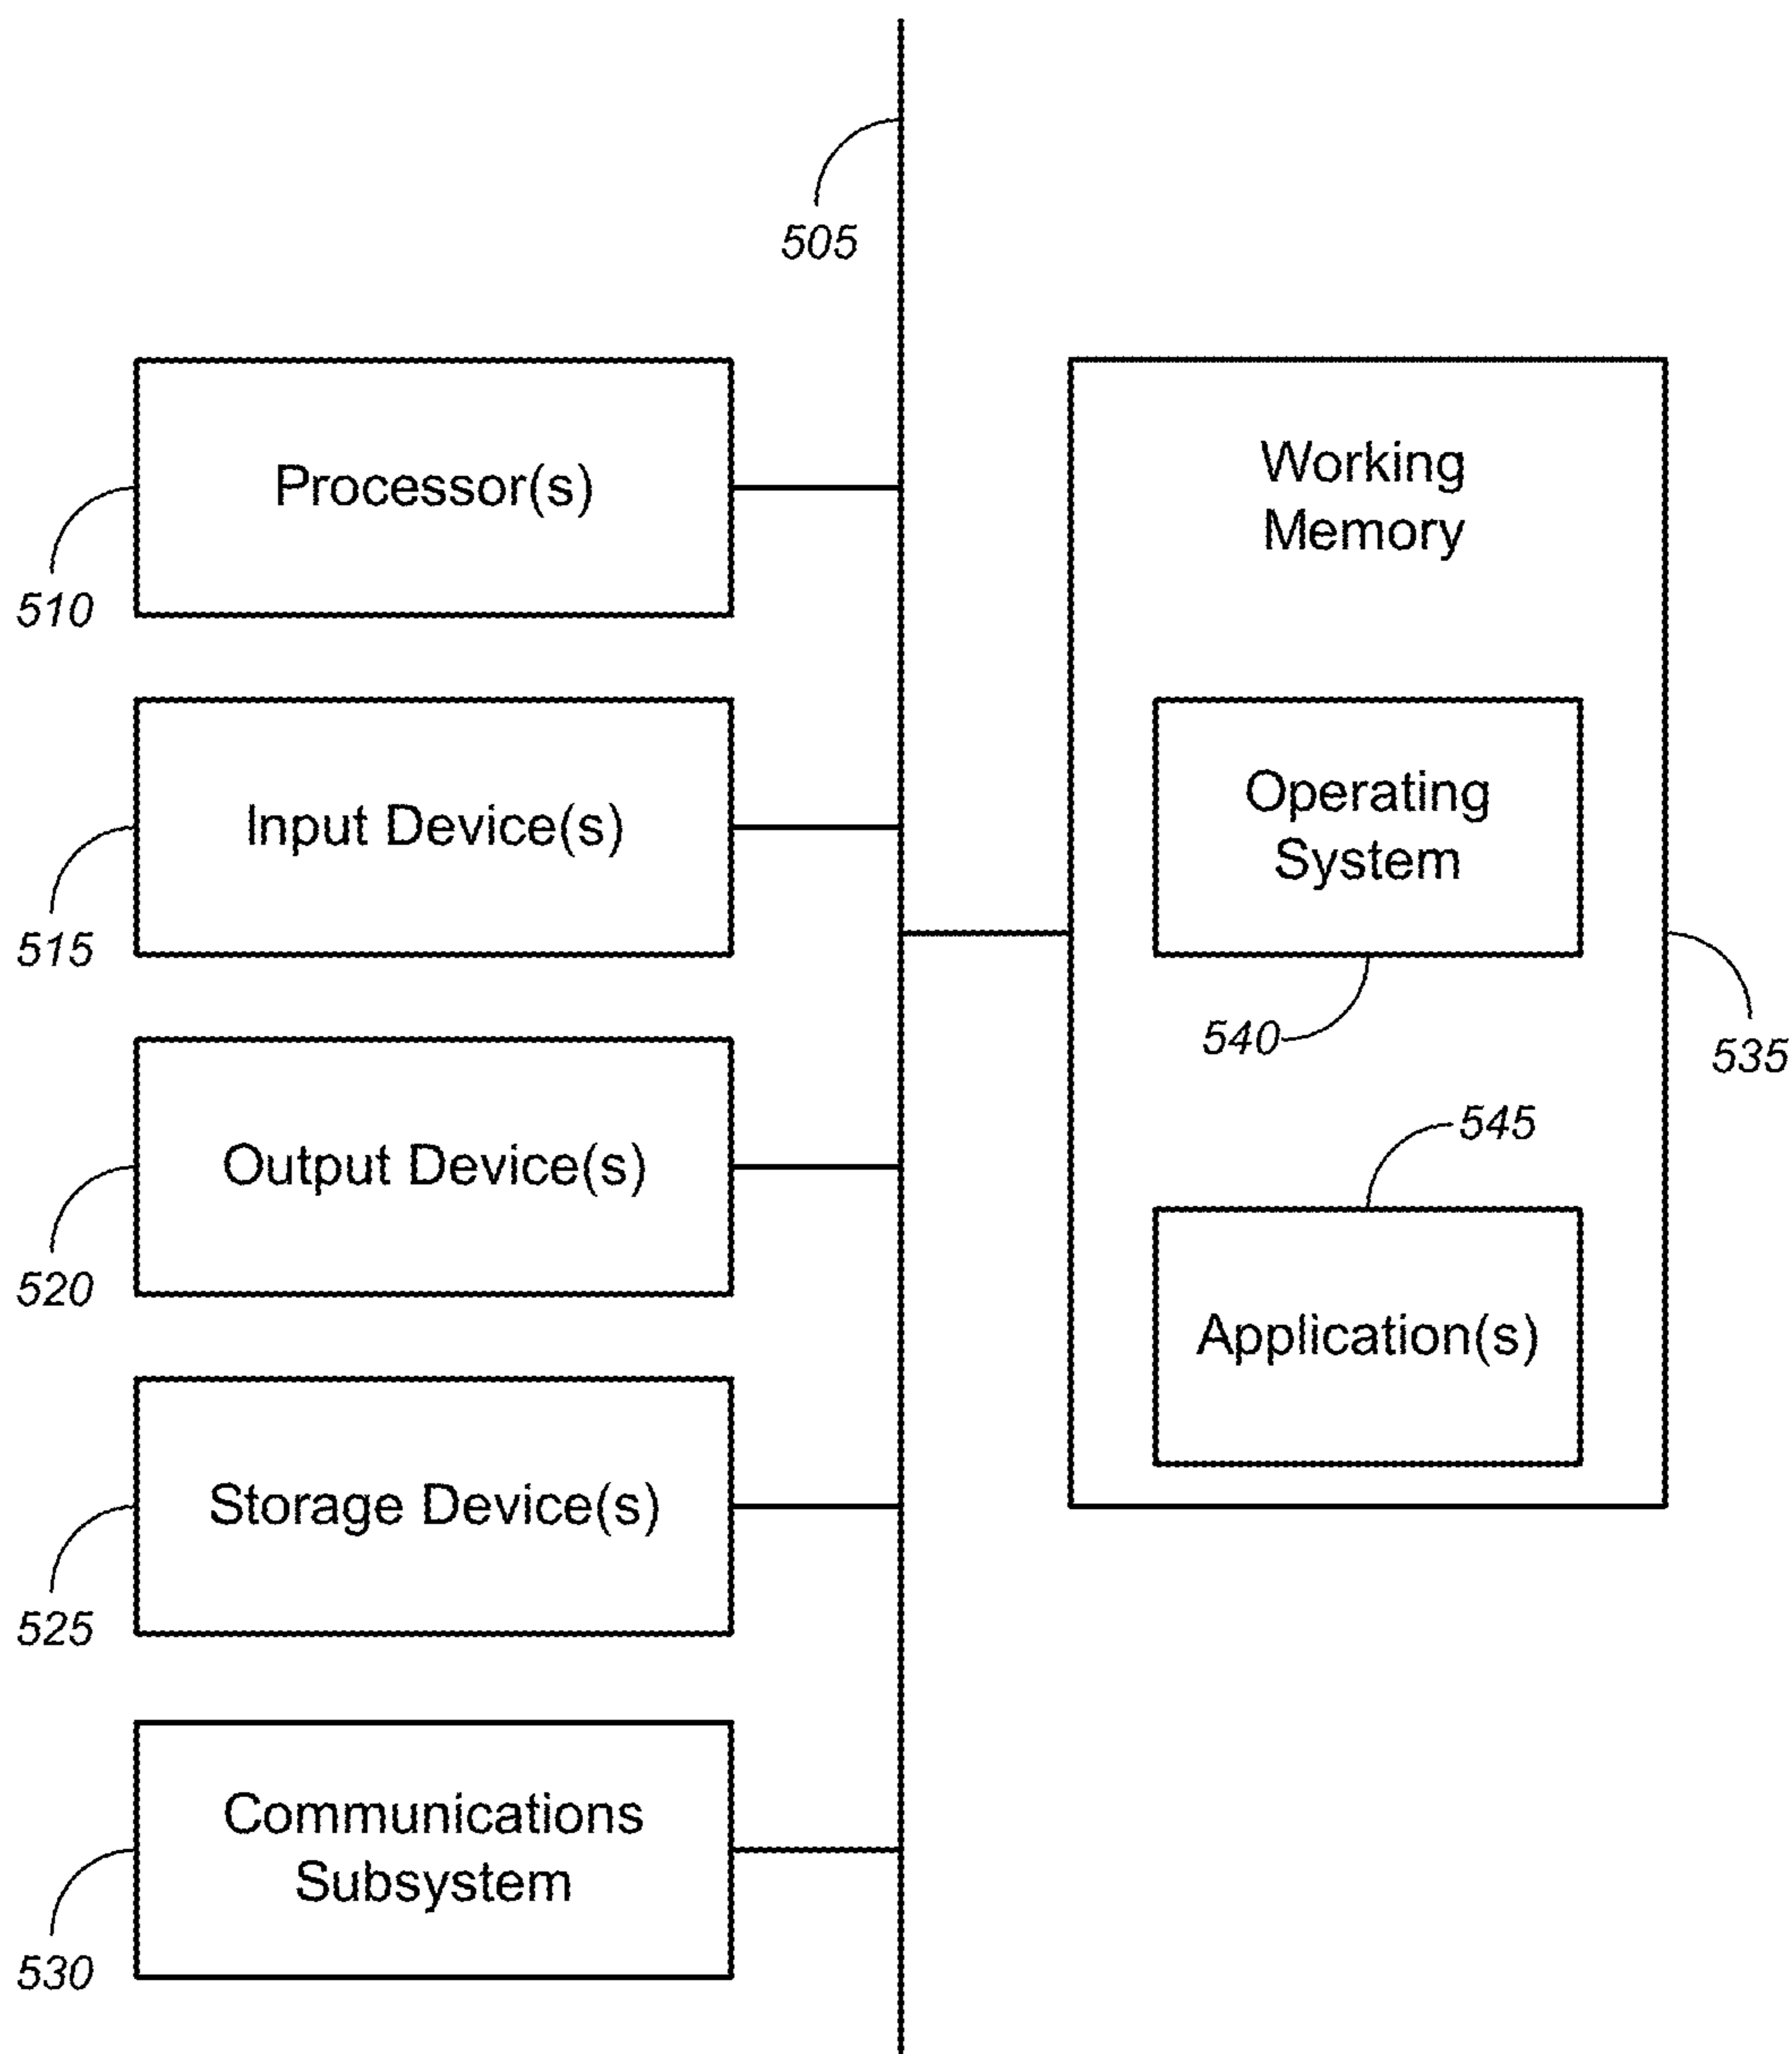 505
Processor(s)
510
Input Device(s)
515
Output Device(s)
520
Storage Device(s)
525
Communications
Subsystem
530
Working
Memory
Operating
System
540
535
545
Application(s)